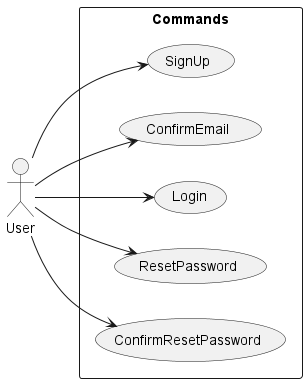 Commands
SignUp
ConfirmEmail
Login
User
ResetPassword
ConfirmResetPassword